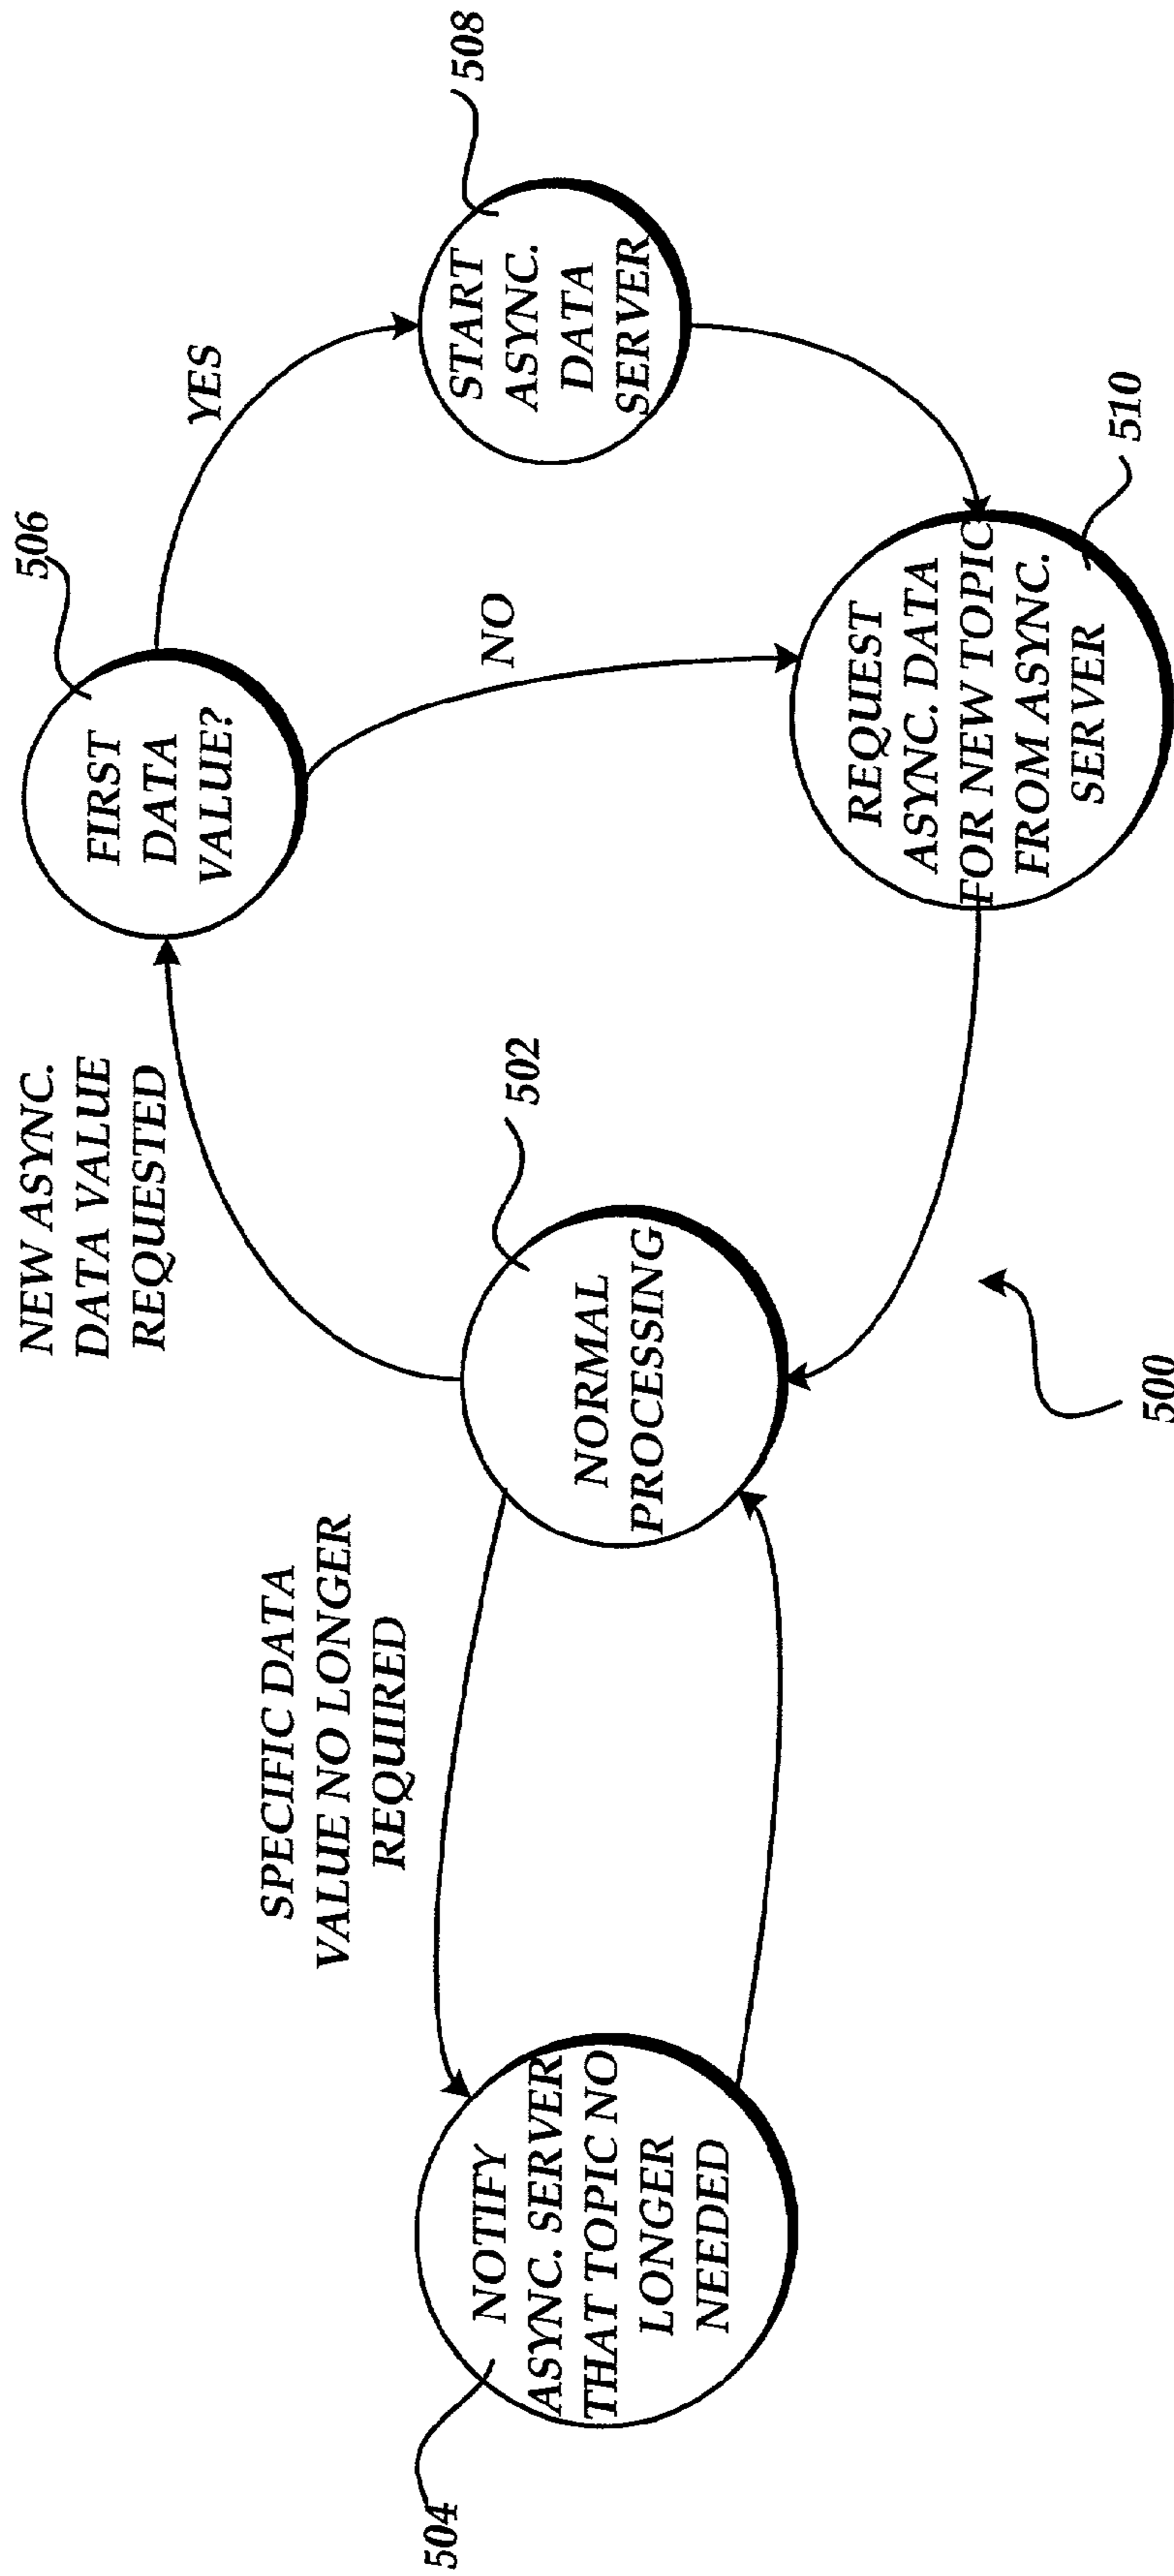 NEW ASYNC.
DATA VALUE
REQUESTED
506
FIRST
DATA
VALUE?
YES
508
START
ASYNC.
DATA
SERVER
NO
SPECIFIC DATA
VALUE NO LONGER
REQUIRED
502
NORMAL
PROCESSING
504
NOTIFY
ASYNC. SERVER
THAT TOPIC NO
LONGER
NEEDED
REQUEST
ASYNC. DATA
FOR NEW TOPIC
FROM ASYNC.
SERVER
510
500